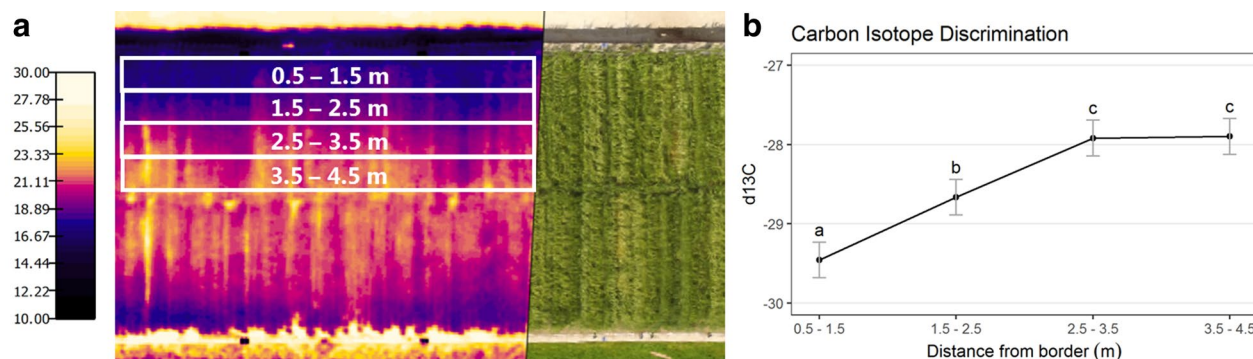 a
30.00
27.78
25.56
23.33
21.11
18.89
16.67
14.44
12.22
10.00
0.5 – 1.5 m
1.5 – 2.5 m
2.5 – 3.5 m
3.5 – 4.5 m
b
Carbon Isotope Discrimination
d13C
-27
-28
-29
-30
a
b
c
c
0.5 - 1.5
1.5 - 2.5
2.5 - 3.5
3.5 - 4.5
Distance from border (m)